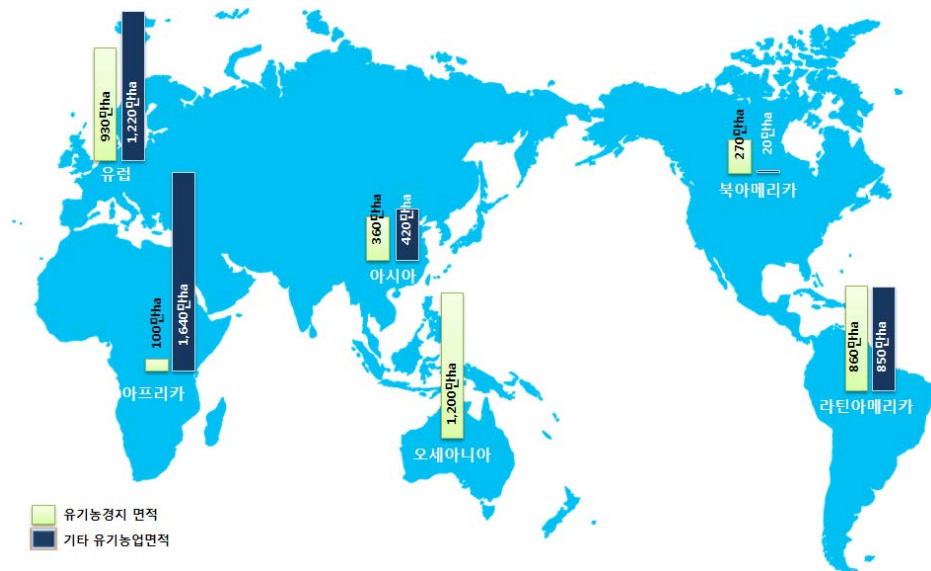 930만ha
1,220만ha
유럽
100만ha
1,640만ha
아프리카
360만ha
420만ha
아시아
1,200만ha
오세아니아
270만ha
20만ha
북아메리카
860만ha
850만ha
라틴아메리카
유기농경지 면적
기타 유기농업면적